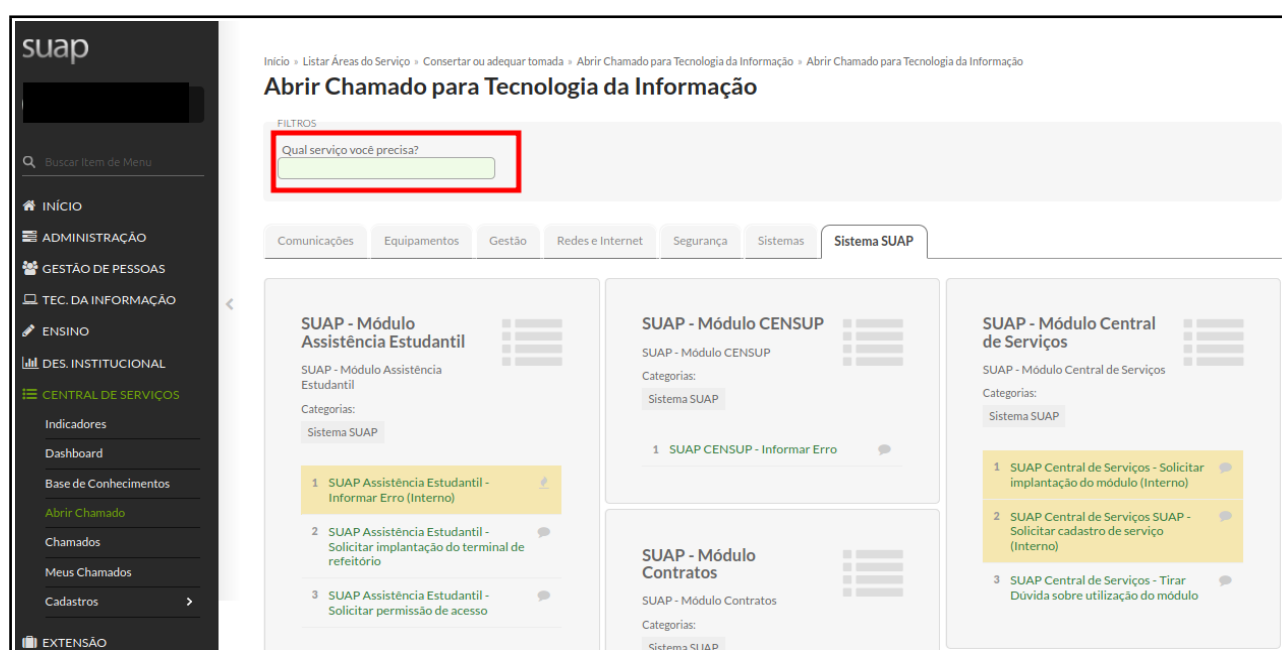 suap
Buscar Item de Menu
INÍCIO
ADMINISTRAÇÃO
GESTÃO DE PESSOAS
TEC. DA INFORMAÇÃO
ENSINO
DES. INSTITUCIONAL
CENTRAL DE SERVIÇOS
Indicadores
Dashboard
Base de Conhecimentos
Abrir Chamado
Chamados
Meus Chamados
Cadastros
EXTENSÃO
Início » Listar Áreas do Serviço » Consertar ou adequar tomada » Abrir Chamado para Tecnologia da Informação » Abrir Chamado para Tecnologia da Informação
Abrir Chamado para Tecnologia da Informação
FILTROS
Qual serviço você precisa?
Comunicações Equipamentos Gestão Redes e Internet Segurança Sistemas Sistema SUAP
SUAP - Módulo
Assistência Estudantil
SUAP - Módulo Assistência
Estudantil
Categorias:
Sistema SUAP
1 SUAP Assistência Estudantil -
Informar Erro (Interno)
2 SUAP Assistência Estudantil -
Solicitar implantação do terminal de
refeitório
3 SUAP Assistência Estudantil -
Solicitar permissão de acesso
SUAP - Módulo CENSUP
SUAP - Módulo CENSUP
Categorias:
Sistema SUAP
1 SUAP CENSUP - Informar Erro
SUAP - Módulo
Contratos
SUAP - Módulo Contratos
Categorias:
Sistema SUAP
SUAP - Módulo Central
de Serviços
SUAP - Módulo Central de Serviços
Categorias:
Sistema SUAP
1 SUAP Central de Serviços - Solicitar
implantação do módulo (Interno)
2 SUAP Central de Serviços SUAP -
Solicitar cadastro de serviço
(Interno)
3 SUAP Central de Serviços - Tirar
Dúvida sobre utilização do módulo